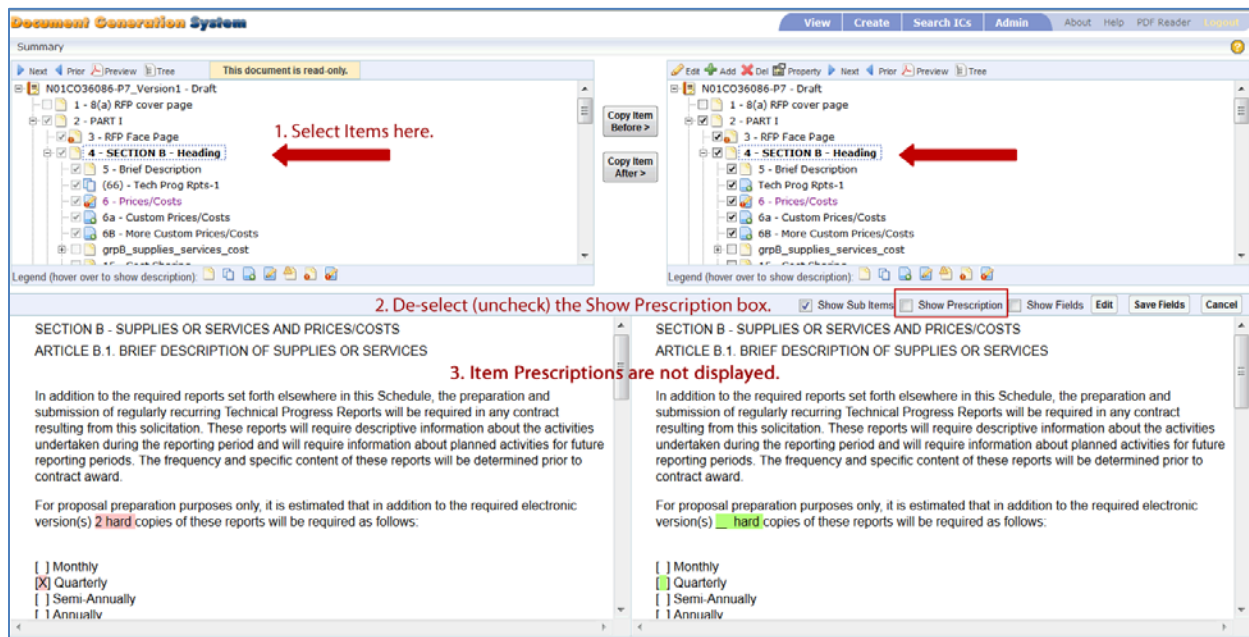 Document Generation System
View Create Search ICs Admin About Help PDF Reader Logout
Summary
Next Prior Preview Tree This document is read-only.
N01CO36086-P7_Version1 - Draft
1 - 8(a) RFP cover page
2 - PART I
3 - RFP Face Page
4 - SECTION B - Heading
5 - Brief Description
(66) - Tech Prog Rpts-1
6 - Prices/Costs
6a - Custom Prices/Costs
6B - More Custom Prices/Costs
grpB_supplies_services_cost
15 - Cost Sharing
Legend (hover over to show description):
1. Select Items here.
Copy Item
Before >
Copy Item
After >
Edit Add Del Property Next Prior Preview Tree
N01CO36086-P7 - Draft
1 - 8(a) RFP cover page
2 - PART I
3 - RFP Face Page
4 - SECTION B - Heading
5 - Brief Description
Tech Prog Rpts-1
6 - Prices/Costs
6a - Custom Prices/Costs
6B - More Custom Prices/Costs
grpB_supplies_services_cost
15 - Cost Sharing
Legend (hover over to show description):
2. De-select (uncheck) the Show Prescription box. Show Sub Items Show Prescription Show Fields Edit Save Fields Cancel
SECTION B - SUPPLIES OR SERVICES AND PRICES/COSTS
ARTICLE B.1. BRIEF DESCRIPTION OF SUPPLIES OR SERVICES
3. Item Prescriptions are not displayed.
In addition to the required reports set forth elsewhere in this Schedule, the preparation and
submission of regularly recurring Technical Progress Reports will be required in any contract
resulting from this solicitation. These reports will require descriptive information about the activities
undertaken during the reporting period and will require information about planned activities for future
reporting periods. The frequency and specific content of these reports will be determined prior to
contract award.
For proposal preparation purposes only, it is estimated that in addition to the required electronic
version(s) 2 hard copies of these reports will be required as follows:
[ ] Monthly
[X] Quarterly
[ ] Semi-Annually
[ ] Annually
SECTION B - SUPPLIES OR SERVICES AND PRICES/COSTS
ARTICLE B.1. BRIEF DESCRIPTION OF SUPPLIES OR SERVICES
In addition to the required reports set forth elsewhere in this Schedule, the preparation and
submission of regularly recurring Technical Progress Reports will be required in any contract
resulting from this solicitation. These reports will require descriptive information about the activities
undertaken during the reporting period and will require information about planned activities for future
reporting periods. The frequency and specific content of these reports will be determined prior to
contract award.
For proposal preparation purposes only, it is estimated that in addition to the required electronic
version(s) __ hard copies of these reports will be required as follows:
[ ] Monthly
[ ] Quarterly
[ ] Semi-Annually
[ ] Annually